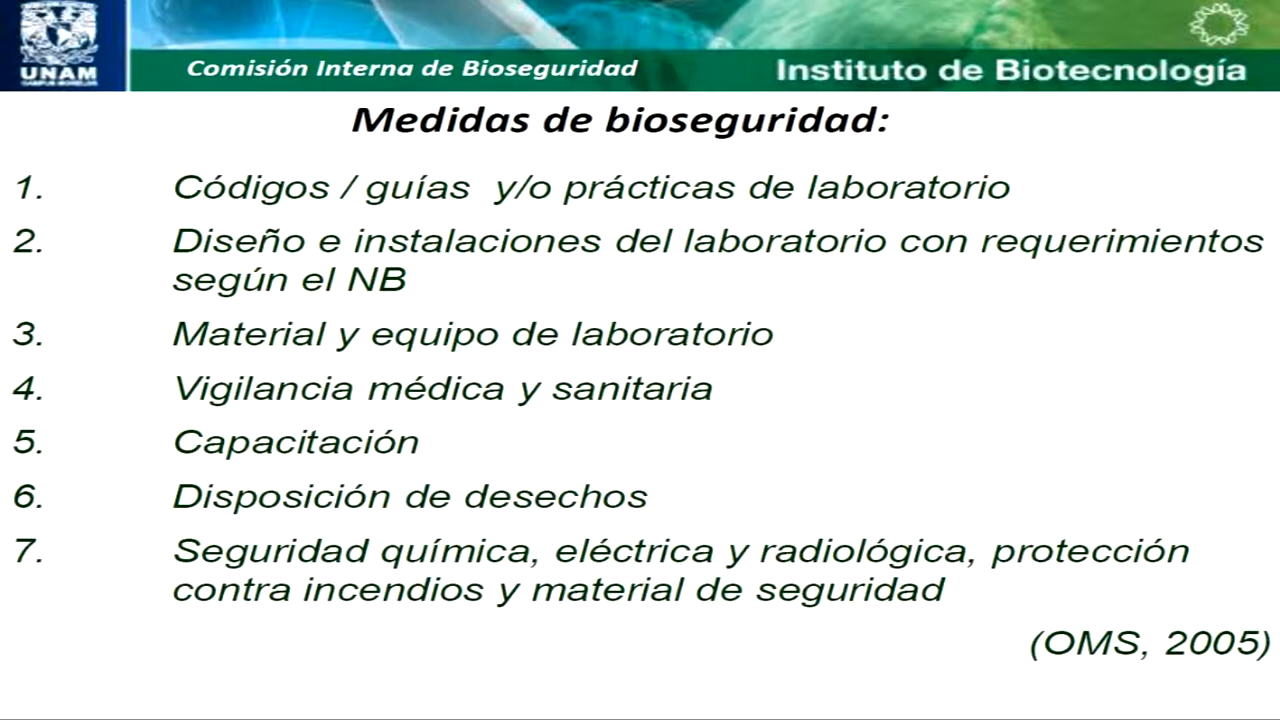 UNAM
Comisión Interna de Bioseguridad
Instituto de Biotecnología
Medidas de bioseguridad:
1. Códigos / guías y/o prácticas de laboratorio
2. Diseño e instalaciones del laboratorio con requerimientos
según el NB
3. Material y equipo de laboratorio
4. Vigilancia médica y sanitaria
5. Capacitación
6. Disposición de desechos
7. Seguridad química, eléctrica y radiológica, protección
contra incendios y material de seguridad
(OMS, 2005)